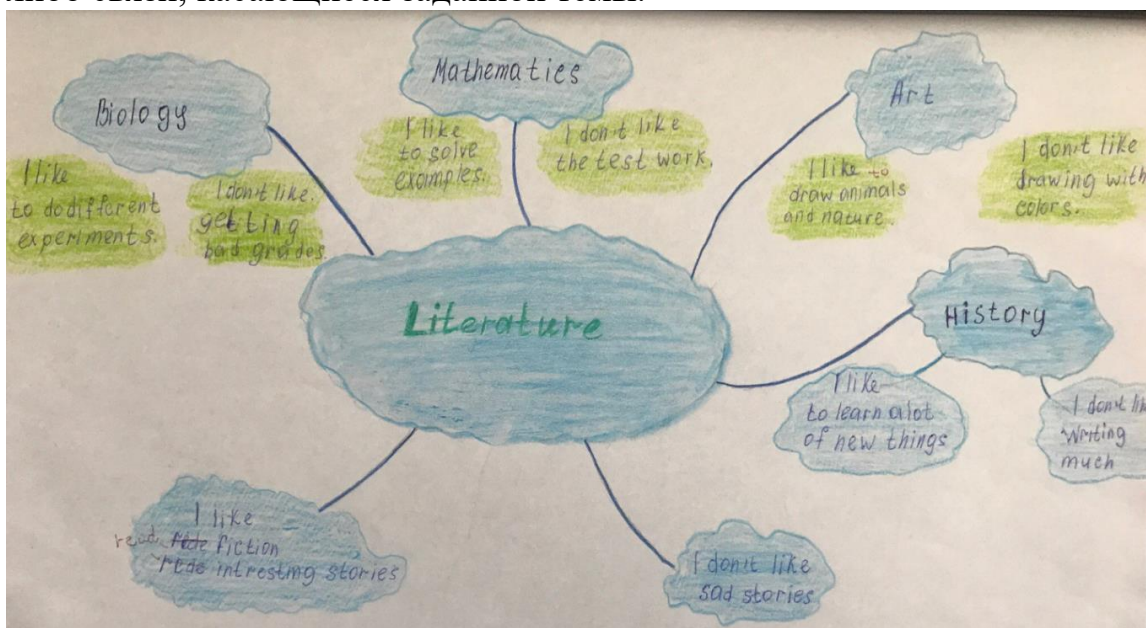 Biology
I like
to do different
experiments.
I don't like
getting
bad grades.
Mathematics
I like
to solve
examples.
I don't like
the test work.
Art
I like to
draw animals
and nature.
I don't like
drawing with
colors.
Literature
History
I like
to learn a lot
of new things
I don't
writing
much
I like
read fiction
intresting stories
I don't like
sad stories